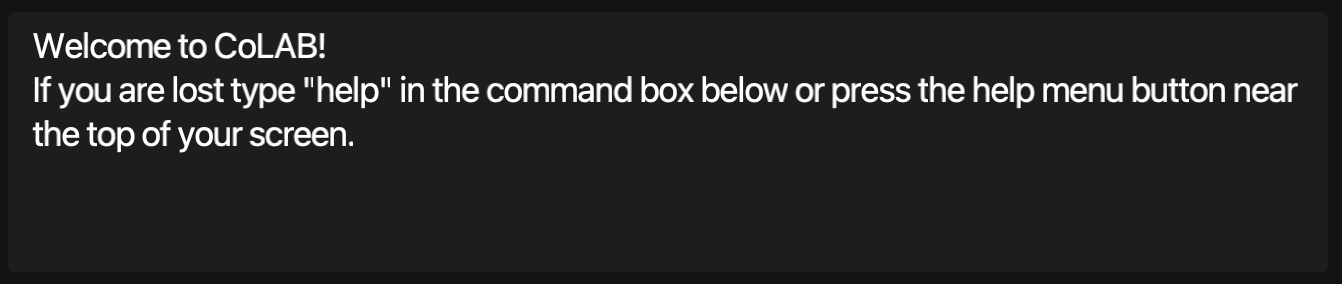 Welcome to CoLAB!
If you are lost type "help" in the command box below or press the help menu button near
the top of your screen.